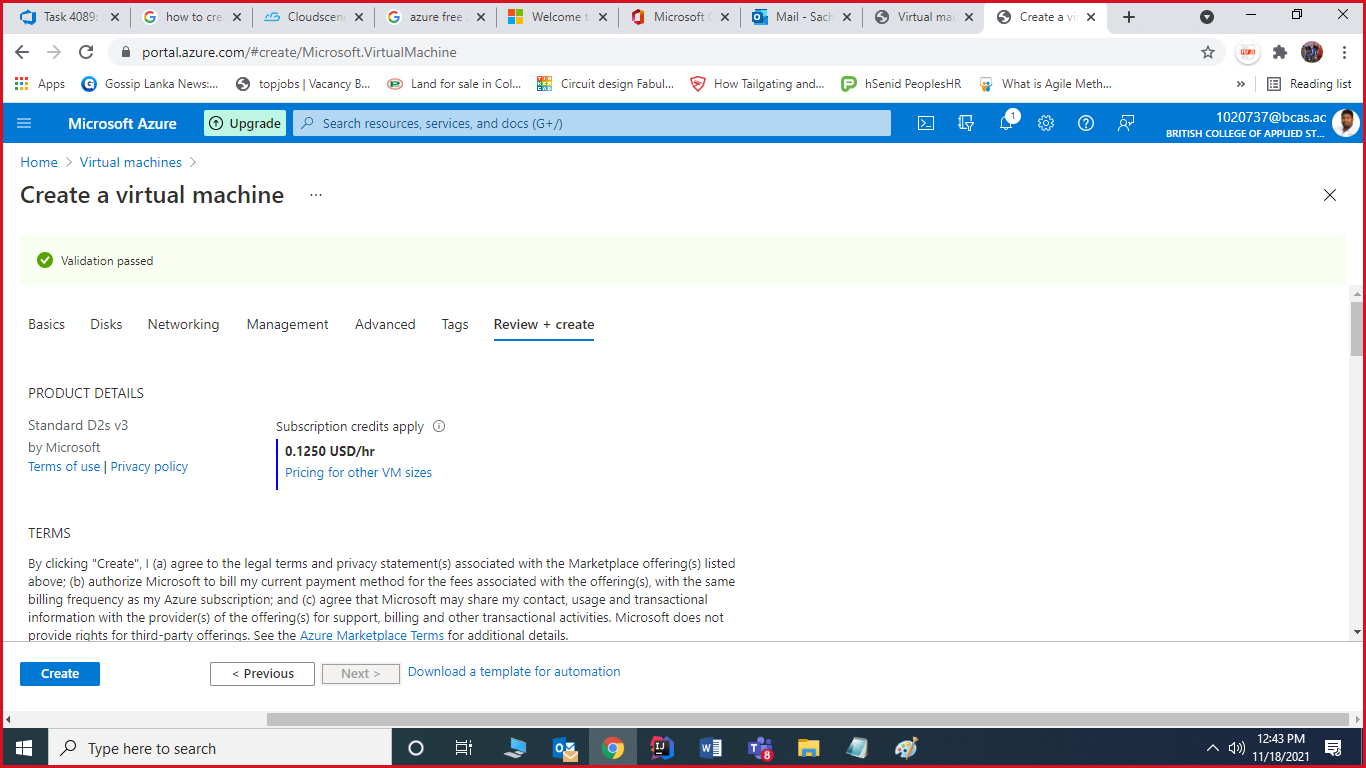 Task 4089:
how to cre
Cloudscen
azure free
Welcome t
Microsoft
Mail - Sach
Virtual mac
Create a vi
portal.azure.com/#create/Microsoft.VirtualMachine
Apps
Gossip Lanka News:...
topjobs | Vacancy B...
Land for sale in Col...
Circuit design Fabul...
How Tailgating and...
hSenid PeoplesHR
What is Agile Meth...
»
Reading list
Microsoft Azure
Upgrade
Search resources, services, and docs (G+/)
1
1020737@bcas.ac
BRITISH COLLEGE OF APPLIED ST...
Home > Virtual machines >
Create a virtual machine ...
Validation passed
Basics Disks Networking Management Advanced Tags Review + create
PRODUCT DETAILS
Standard D2s v3
by Microsoft
Terms of use | Privacy policy
Subscription credits apply
0.1250 USD/hr
Pricing for other VM sizes
TERMS
By clicking "Create", I (a) agree to the legal terms and privacy statement(s) associated with the Marketplace offering(s) listed
above; (b) authorize Microsoft to bill my current payment method for the fees associated with the offering(s), with the same
billing frequency as my Azure subscription; and (c) agree that Microsoft may share my contact, usage and transactional
information with the provider(s) of the offering(s) for support, billing and other transactional activities. Microsoft does not
provide rights for third-party offerings. See the Azure Marketplace Terms for additional details.
Create
< Previous
Next >
Download a template for automation
Type here to search
8
12:43 PM
11/18/2021